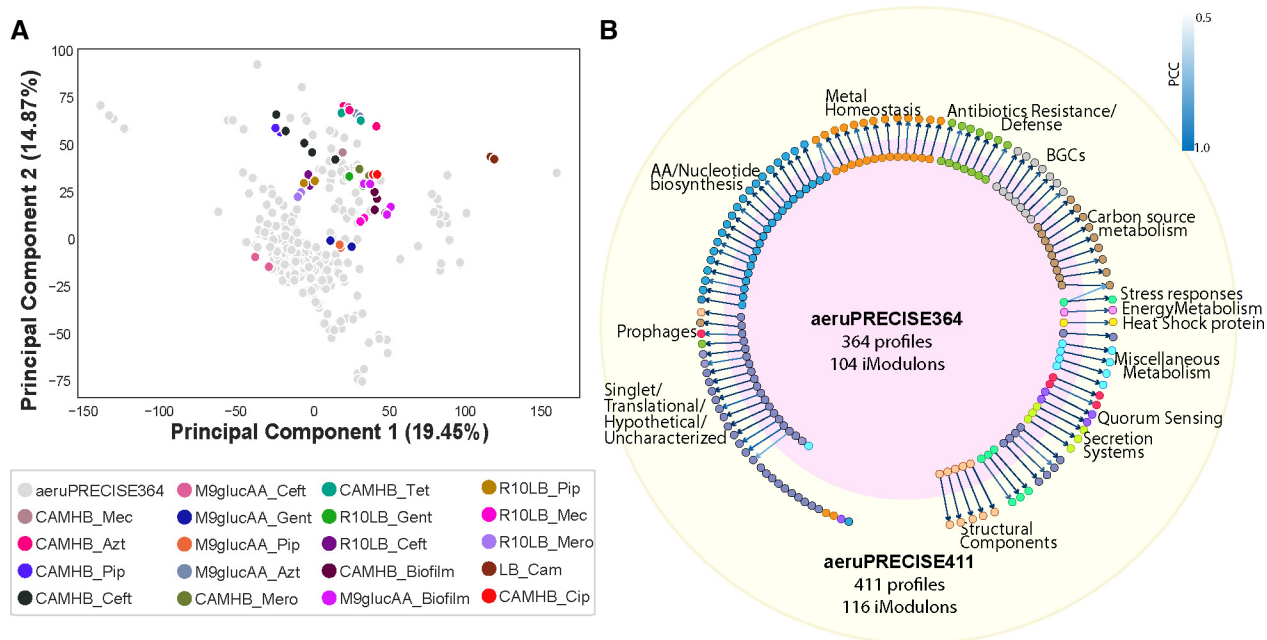 A
Principal Component 2 (14.87%)
100
75
50
25
0
−25
−50
−75
−150
−100
−50
0
50
100
150
Principal Component 1 (19.45%)
aeruPRECISE364
CAMHB_Mec
CAMHB_Azt
CAMHB_Pip
CAMHB_Ceft
M9glucAA_Ceft
M9glucAA_Gent
M9glucAA_Pip
M9glucAA_Azt
CAMHB_Mero
CAMHB_Tet
R10LB_Gent
R10LB_Ceft
CAMHB_Biofilm
M9glucAA_Biofilm
R10LB_Pip
R10LB_Mec
R10LB_Mero
LB_Cam
CAMHB_Cip
B
0.5
PCC
1.0
Metal
Homeostasis
Antibiotics Resistance/
Defense
BGCs
AA/Nucleotide
biosynthesis
Carbon source
metabolism
Stress responses
EnergyMetabolism
Heat Shock protein
Miscellaneous
Metabolism
Quorum Sensing
Secretion
Systems
Structural
Components
Prophages
Singlet/
Translational/
Hypothetical/
Uncharacterized
aeruPRECISE364
364 profiles
104 iModulons
aeruPRECISE411
411 profiles
116 iModulons